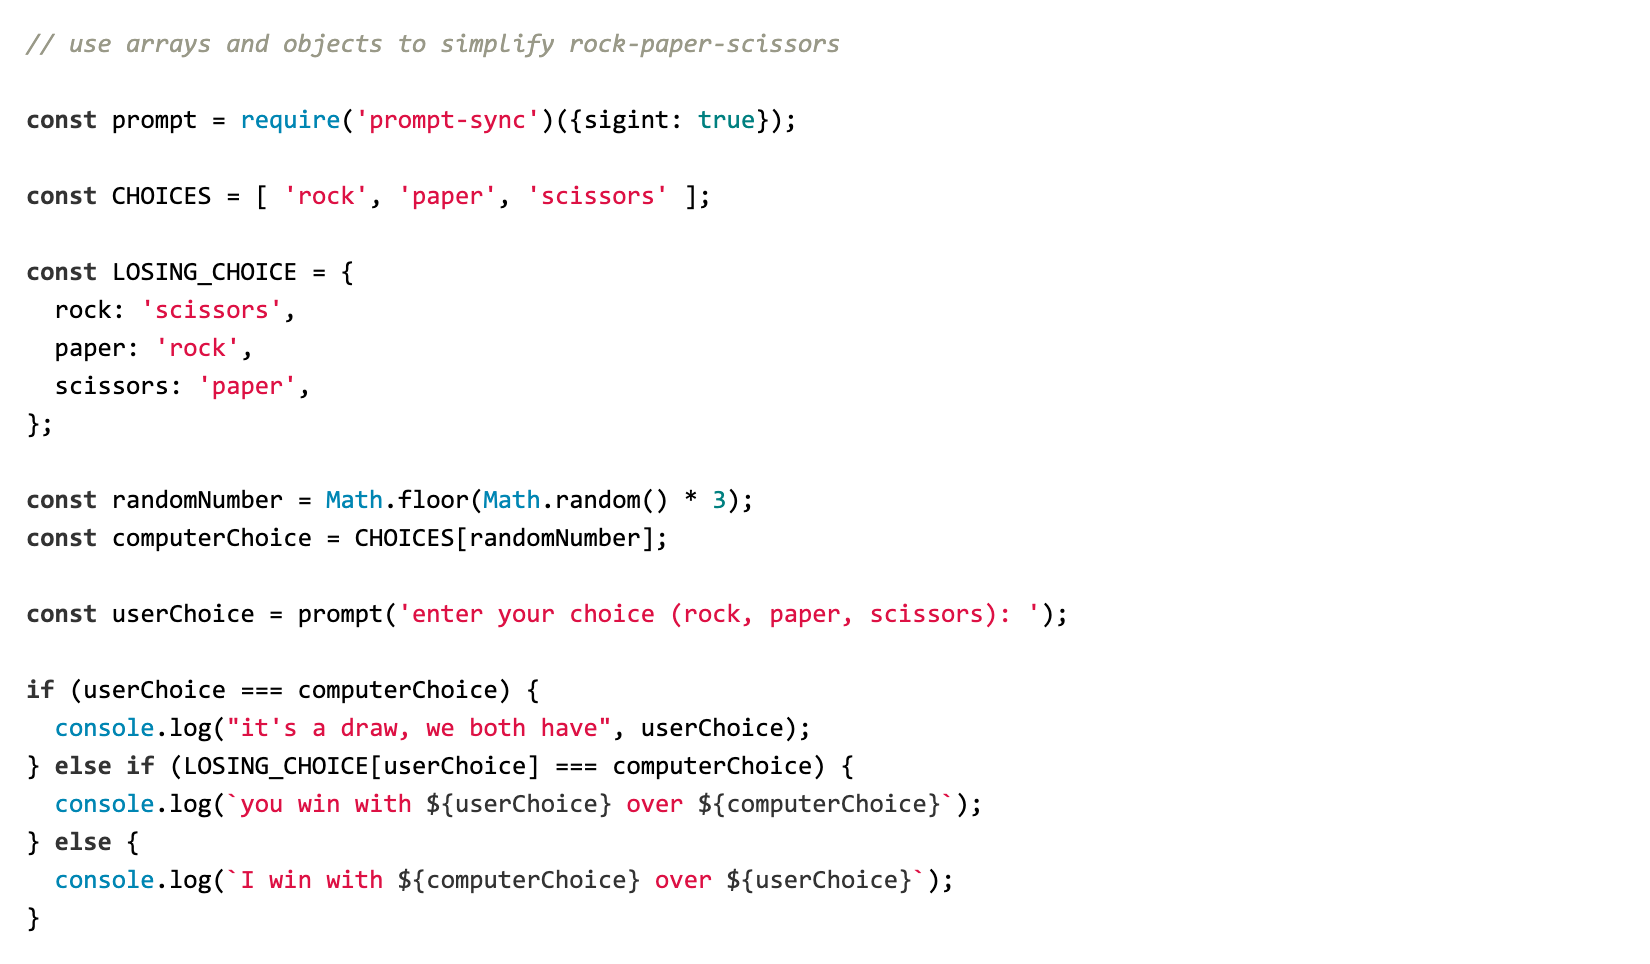 // use arrays and objects to simplify rock-paper-scissors
const prompt = require('prompt-sync')({sigint: true});
const CHOICES = [ 'rock', 'paper', 'scissors' ];
const LOSING_CHOICE = {
  rock: 'scissors',
  paper: 'rock',
  scissors: 'paper',
};
const randomNumber = Math.floor(Math.random() * 3);
const computerChoice = CHOICES[randomNumber];
const userChoice = prompt('enter your choice (rock, paper, scissors): ');
if (userChoice === computerChoice) {
  console.log("it's a draw, we both have", userChoice);
} else if (LOSING_CHOICE[userChoice] === computerChoice) {
  console.log(`you win with ${userChoice} over ${computerChoice}`);
} else {
  console.log(`I win with ${computerChoice} over ${userChoice}`);
}